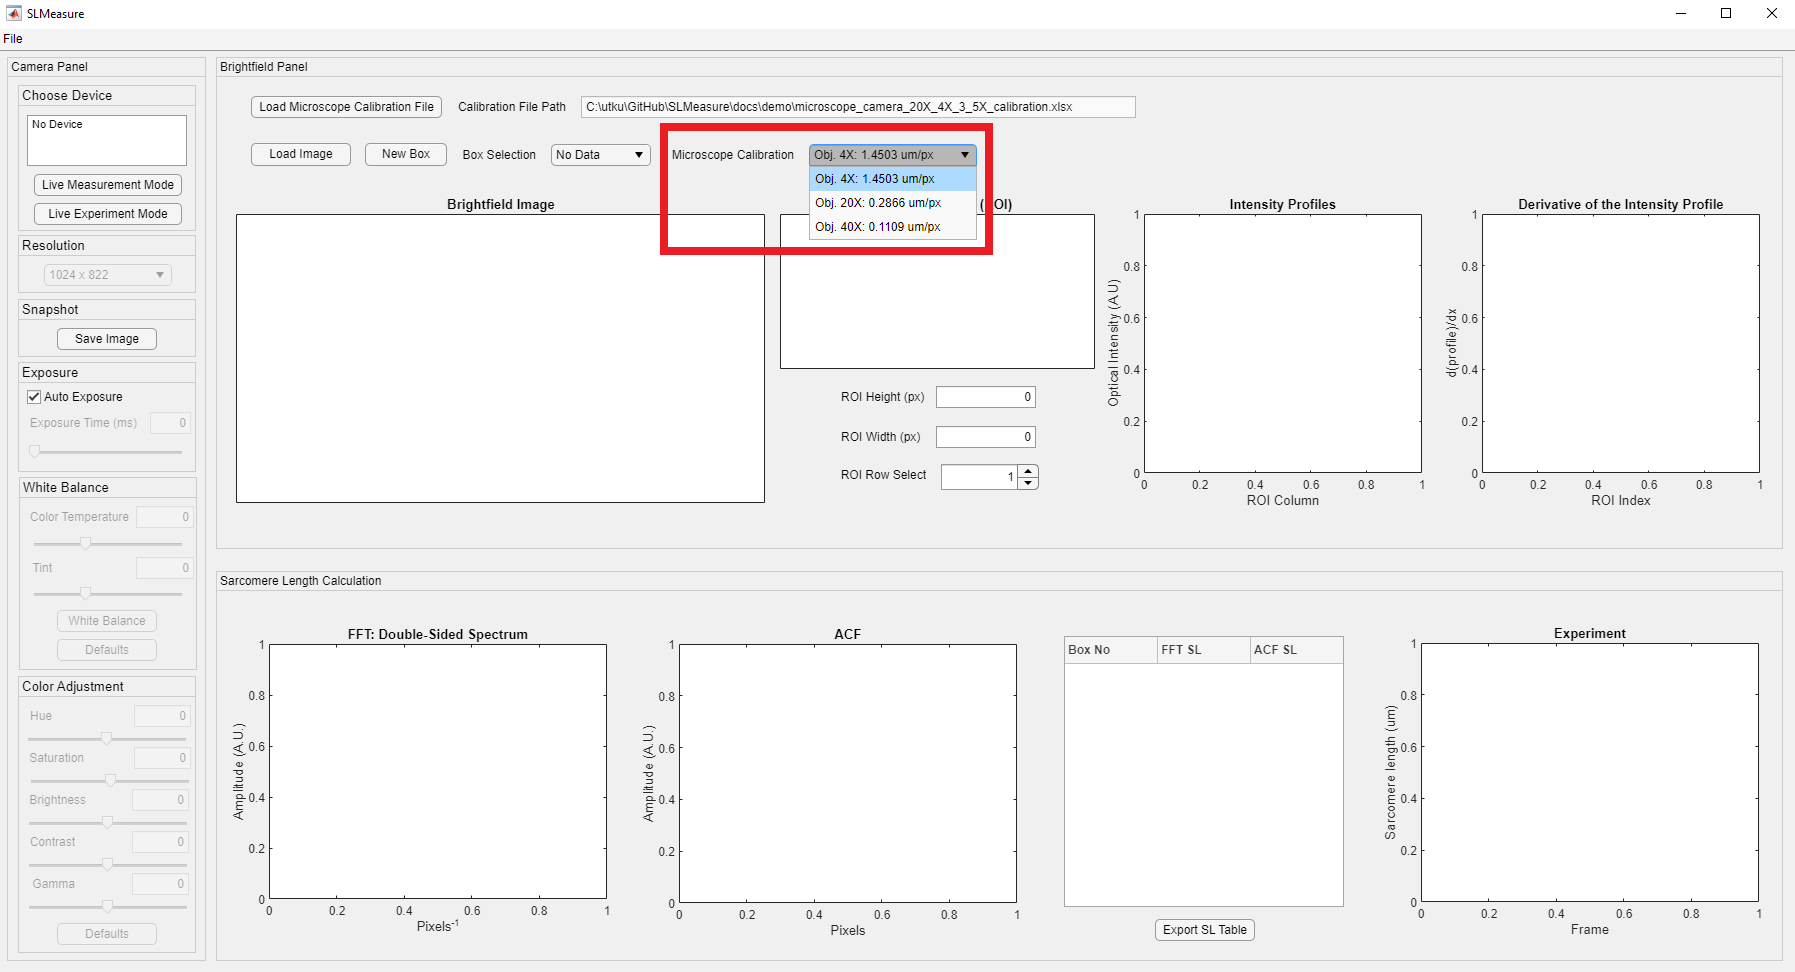 SLMeasure
File
Camera Panel
Choose Device
No Device
Live Measurement Mode
Live Experiment Mode
Resolution
1024 x 822
Snapshot
Save Image
Exposure
Auto Exposure
Exposure Time (ms) 0
White Balance
Color Temperature 0
Tint 0
White Balance
Defaults
Color Adjustment
Hue 0
Saturation 0
Brightness 0
Contrast 0
Gamma 0
Defaults
Brightfield Panel
Load Microscope Calibration File Calibration File Path C:\utku\GitHub\SLMeasure\docs\demo\microscope_camera_20X_4X_3_5X_calibration.xlsx
Load Image New Box Box Selection No Data Microscope Calibration Obj. 4X: 1.4503 um/px
Obj. 4X: 1.4503 um/px
Obj. 20X: 0.2866 um/px
Obj. 40X: 0.1109 um/px
Brightfield Image
OI)
ROI Height (px) 0
ROI Width (px) 0
ROI Row Select 1
Intensity Profiles
Optical Intensity (A.U)
1
0.8
0.6
0.4
0.2
0
0 0.2 0.4 0.6 0.8 1
ROI Column
Derivative of the Intensity Profile
d(profile)/dx
1
0.8
0.6
0.4
0.2
0
0 0.2 0.4 0.6 0.8 1
ROI Index
Sarcomere Length Calculation
FFT: Double-Sided Spectrum
Amplitude (A.U.)
1
0.8
0.6
0.4
0.2
0
0 0.2 0.4 0.6 0.8 1
Pixels-1
ACF
Amplitude (A.U.)
1
0.8
0.6
0.4
0.2
0
0 0.2 0.4 0.6 0.8 1
Pixels
Box No FFT SL ACF SL
Export SL Table
Experiment
Sarcomere length (um)
1
0.8
0.6
0.4
0.2
0
0 0.2 0.4 0.6 0.8 1
Frame